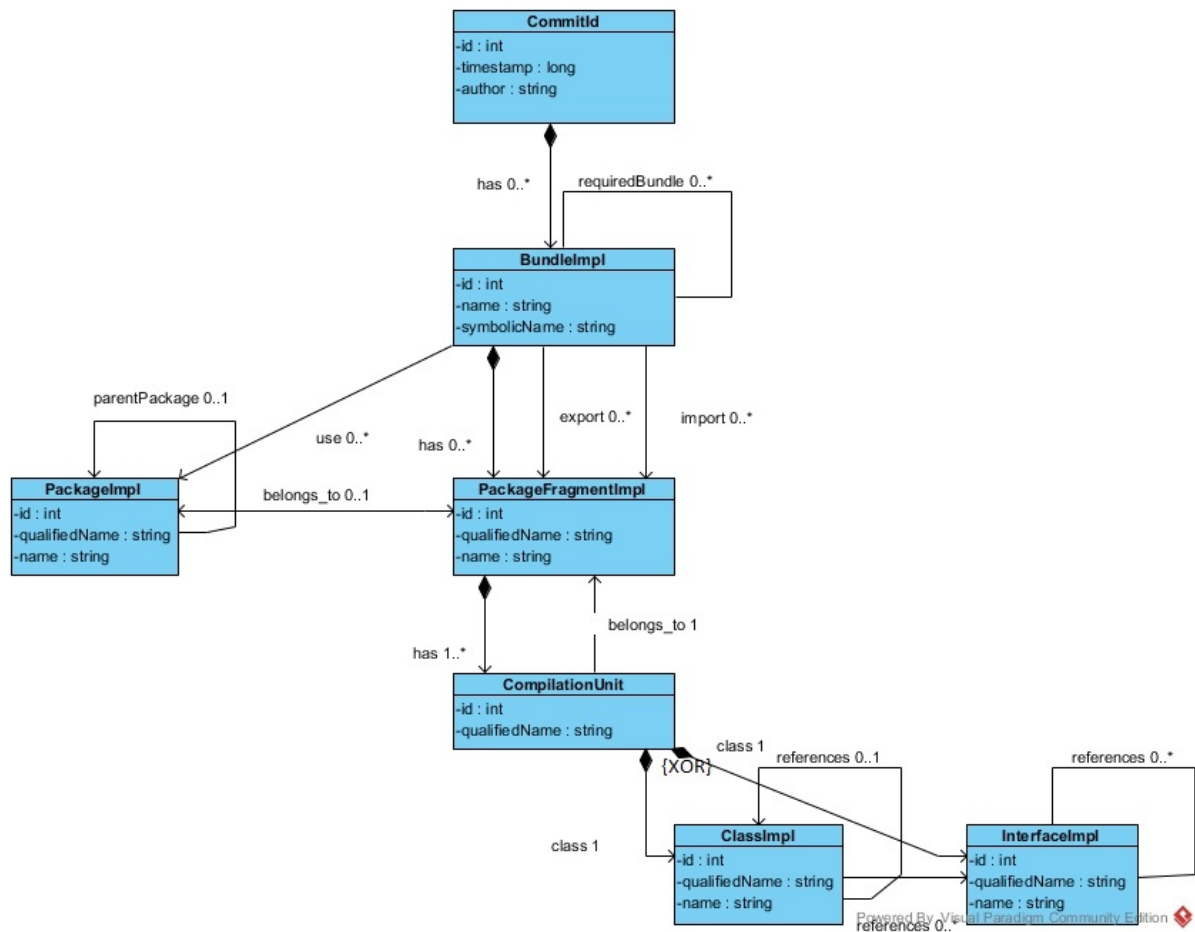 CommitId
-id : int
-timestamp : long
-author : string
has 0..*
requiredBundle 0..*
BundleImpl
-id : int
-name : string
-symbolicName : string
parentPackage 0..1
use 0..*
has 0..*
export 0..*
import 0..*
PackageImpl
-id : int
-qualifiedName : string
-name : string
belongs_to 0..1
PackageFragmentImpl
-id : int
-qualifiedName : string
-name : string
has 1..*
belongs_to 1
CompilationUnit
-id : int
-qualifiedName : string
{XOR}
class 1
class 1
references 0..1
references 0..*
ClassImpl
-id : int
-qualifiedName : string
-name : string
InterfaceImpl
-id : int
-qualifiedName : string
-name : string
references 0..*
Powered By Visual Paradigm Community Edition